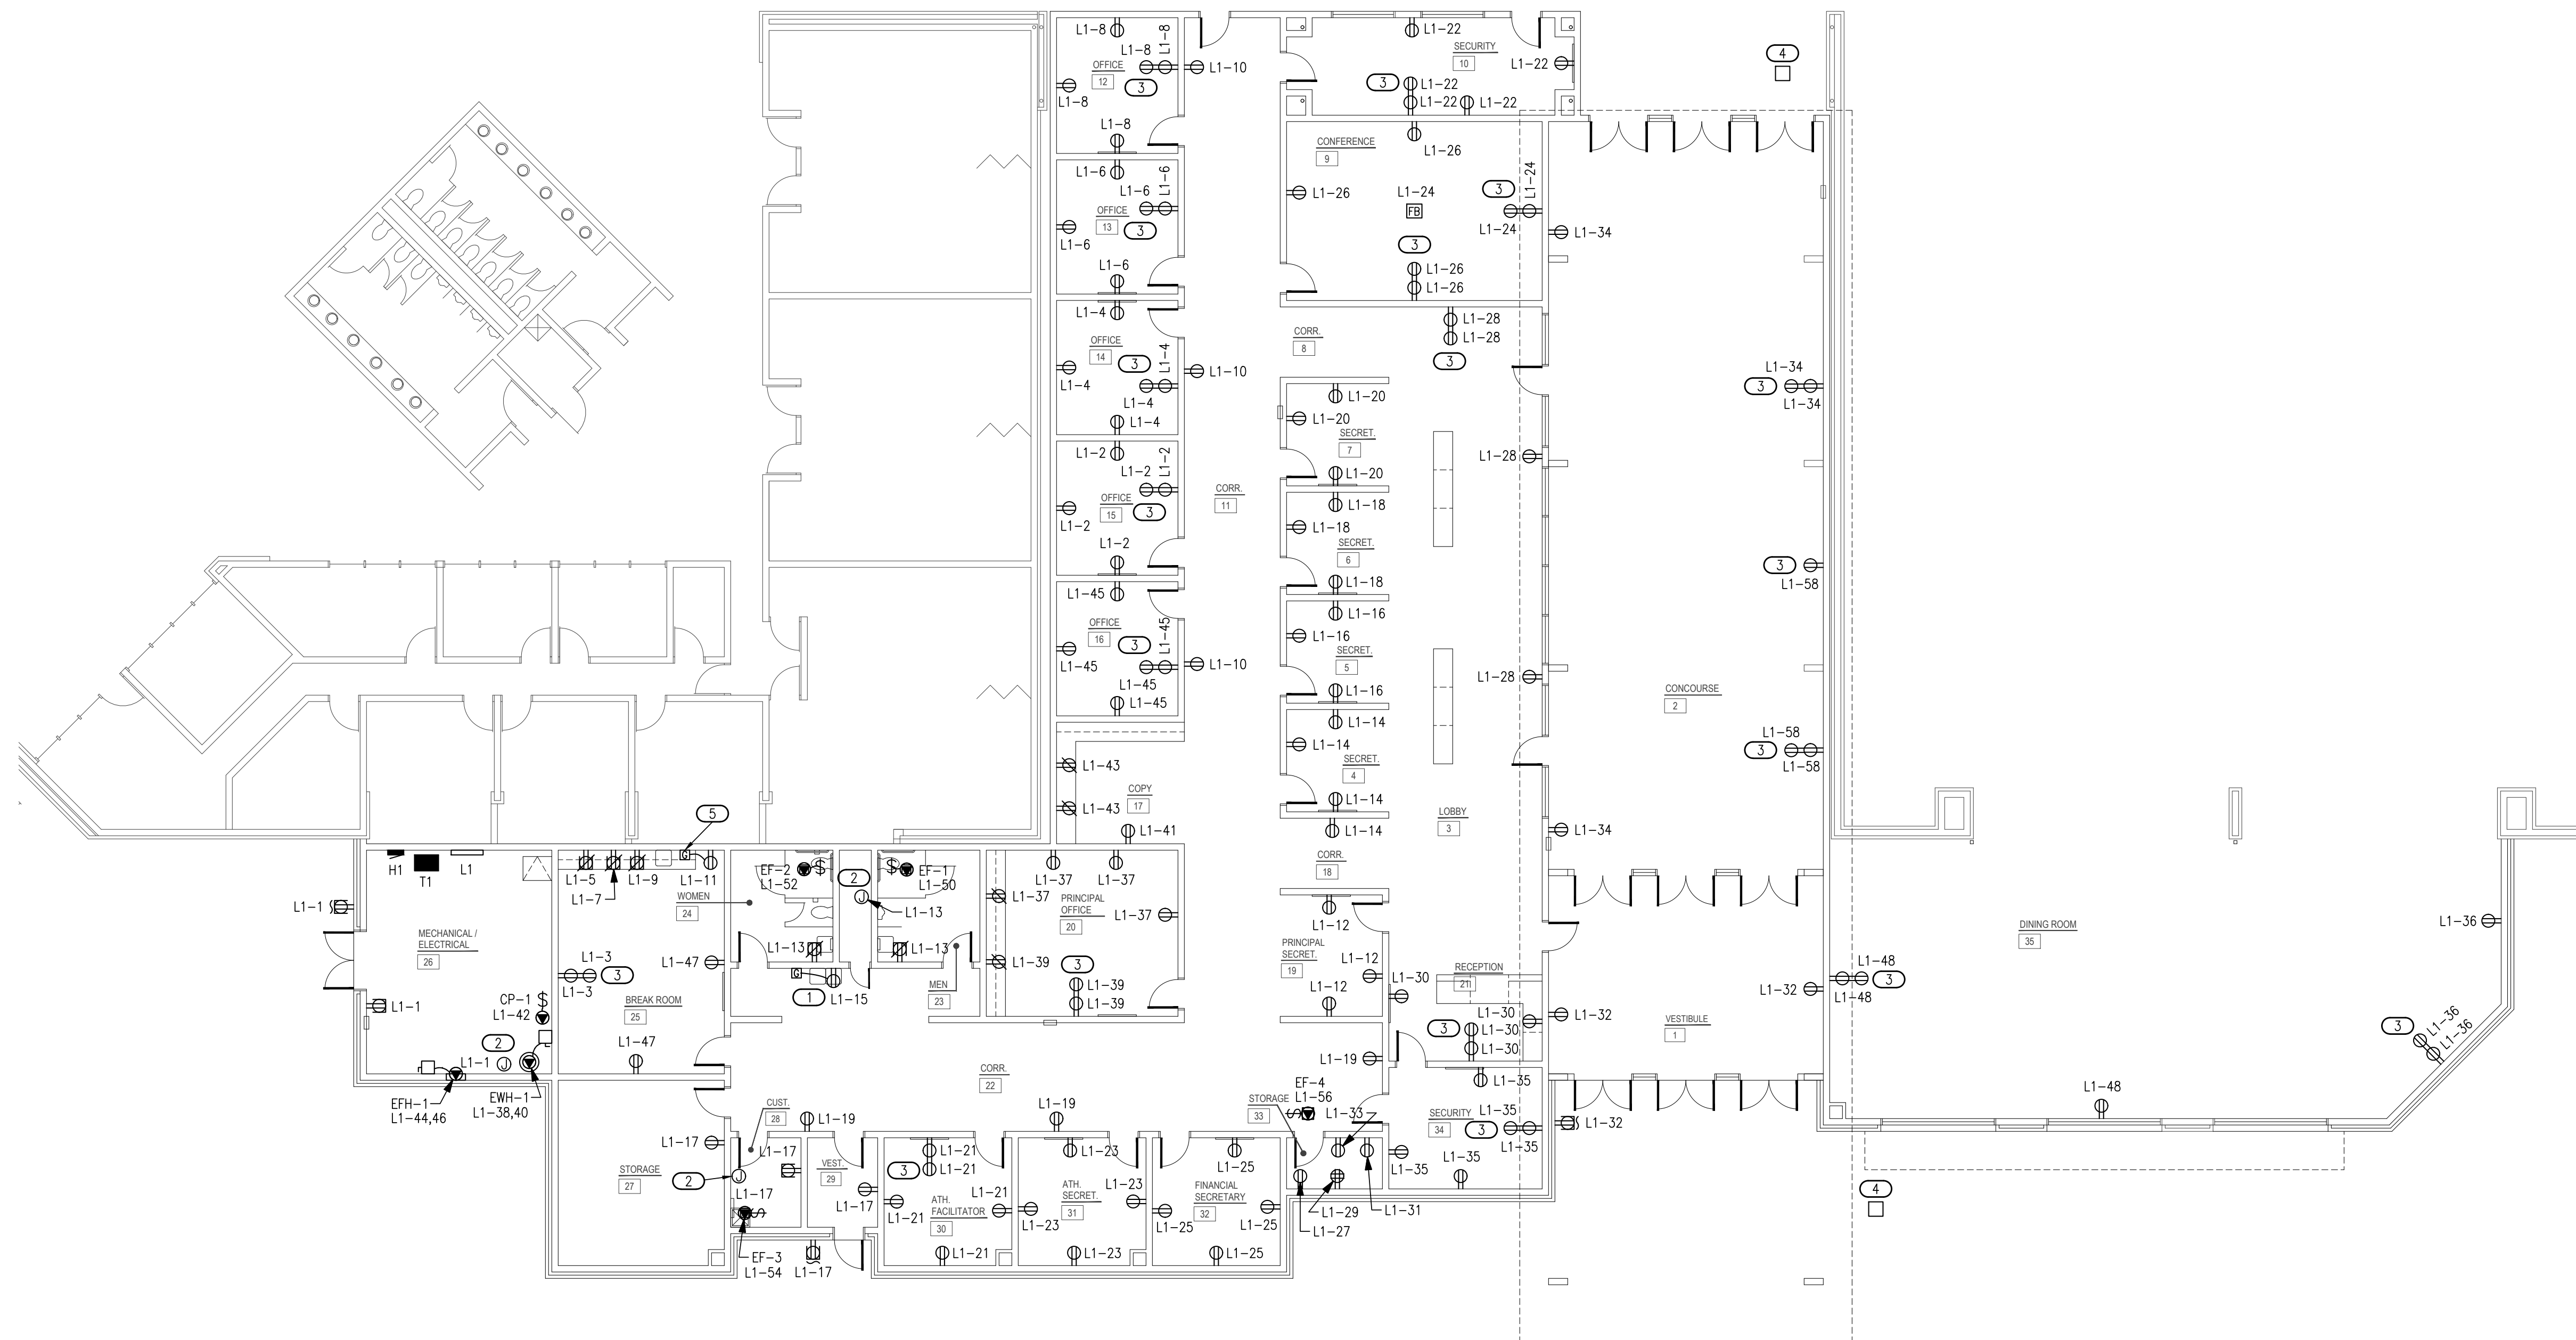 L1-8
L1-8
L1-8
OFFICE
12
3
L1-8
L1-8
L1-10
L1-22
SECURITY
10
L1-22
3
L1-22
L1-22
L1-22
4
CONFERENCE
9
L1-26
L1-26
L1-24
FB
3
L1-24
L1-24
3
L1-26
L1-26
L1-34
L1-6
L1-6
L1-6
OFFICE
13
3
L1-6
L1-6
L1-4
OFFICE
14
3
L1-4
L1-4
L1-4
L1-4
L1-10
CORR.
8
L1-28
L1-28
3
L1-34
3
L1-34
L1-20
L1-20
SECRET.
7
L1-20
L1-28
L1-2
L1-2
L1-2
OFFICE
15
3
L1-2
L1-2
CORR.
11
L1-18
L1-18
SECRET.
6
L1-18
3
L1-58
L1-45
OFFICE
16
3
L1-45
L1-45
L1-45
L1-45
L1-10
L1-16
L1-16
SECRET.
5
L1-16
L1-28
CONCOURSE
2
L1-14
L1-14
SECRET.
4
L1-14
L1-14
L1-58
3
L1-58
L1-43
L1-43
COPY
17
L1-41
LOBBY
3
L1-34
CORR.
18
5
H1
T1
L1
L1-5
L1-7
L1-9
L1-11
EF-2
L1-52
2
EF-1
L1-50
L1-13
WOMEN
24
L1-13
L1-13
L1-37
L1-37
L1-37
PRINCIPAL
OFFICE
20
L1-37
L1-39
3
L1-39
L1-39
L1-1
MECHANICAL /
ELECTRICAL
26
L1-1
L1-3
3
L1-3
L1-47
BREAK ROOM
25
L1-47
G
G
1
L1-15
MEN
23
CP-1
L1-42
2
L1-1
J
J
EFH-1
L1-44,46
EWH-1
L1-38,40
L1-12
PRINCIPAL
SECRET.
19
L1-12
L1-12
L1-30
RECEPTION
21
L1-30
3
L1-30
L1-30
L1-32
L1-32
VESTIBULE
1
L1-32
DINING ROOM
35
L1-36
L1-48
3
L1-48
3
L1-36
L1-36
L1-48
4
CORR.
22
L1-19
L1-19
L1-19
CUST.
28
L1-17
STORAGE
27
2
J
L1-17
L1-17
EF-3
L1-54
L1-17
VEST.
29
L1-17
3
L1-21
L1-21
L1-21
L1-21
ATH.
FACILITATOR
30
L1-21
L1-23
L1-23
ATH.
SECRET.
31
L1-23
L1-23
L1-25
FINANCIAL
SECRETARY
32
L1-25
L1-25
L1-25
EF-4
L1-56
STORAGE
33
L1-33
L1-29
L1-31
L1-27
L1-35
SECURITY
34
L1-35
3
L1-35
L1-35
L1-35